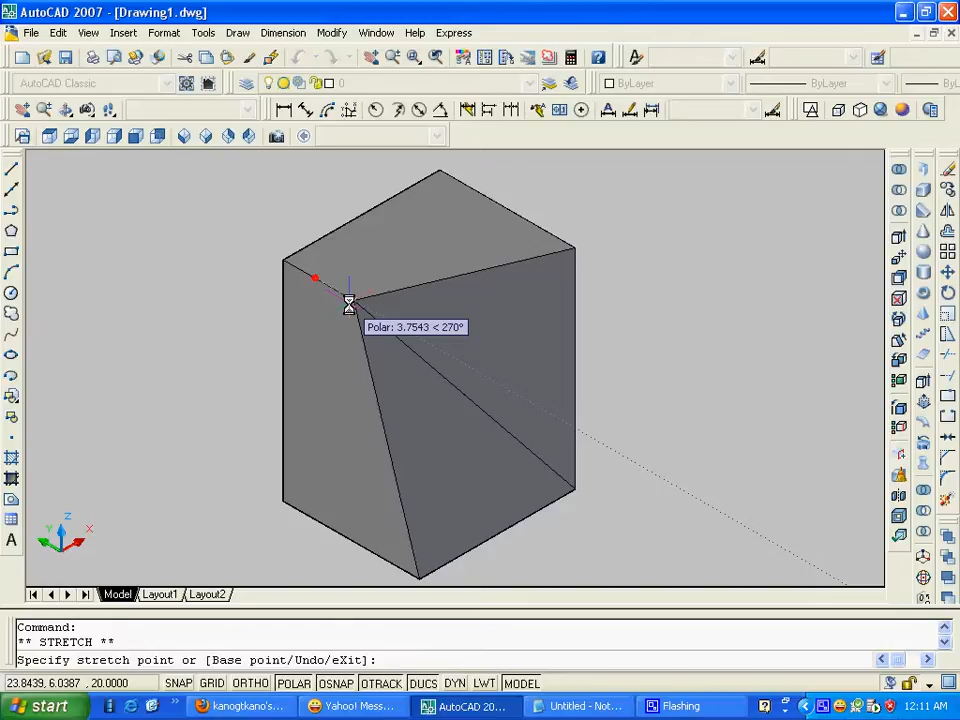 AutoCAD 2007 - [Drawing1.dwg]
File Edit View Insert Format Tools Draw Dimension Modify Window Help Express
AutoCAD Classic 0 ByLayer ByLayer ByLay
Polar: 3.7543 < 270°
Z
Y X
Model Layout1 Layout2
Command:
** STRETCH **
Specify stretch point or [Base point/Undo/eXit]:
23.8439, 6.0387 , 20.0000 SNAP GRID ORTHO POLAR OSNAP OTRACK DUCS DYN LWT MODEL
start kanogtkano's... Yahoo! Mess... AutoCAD 20... Untitled - Not... Flashing 12:11 AM